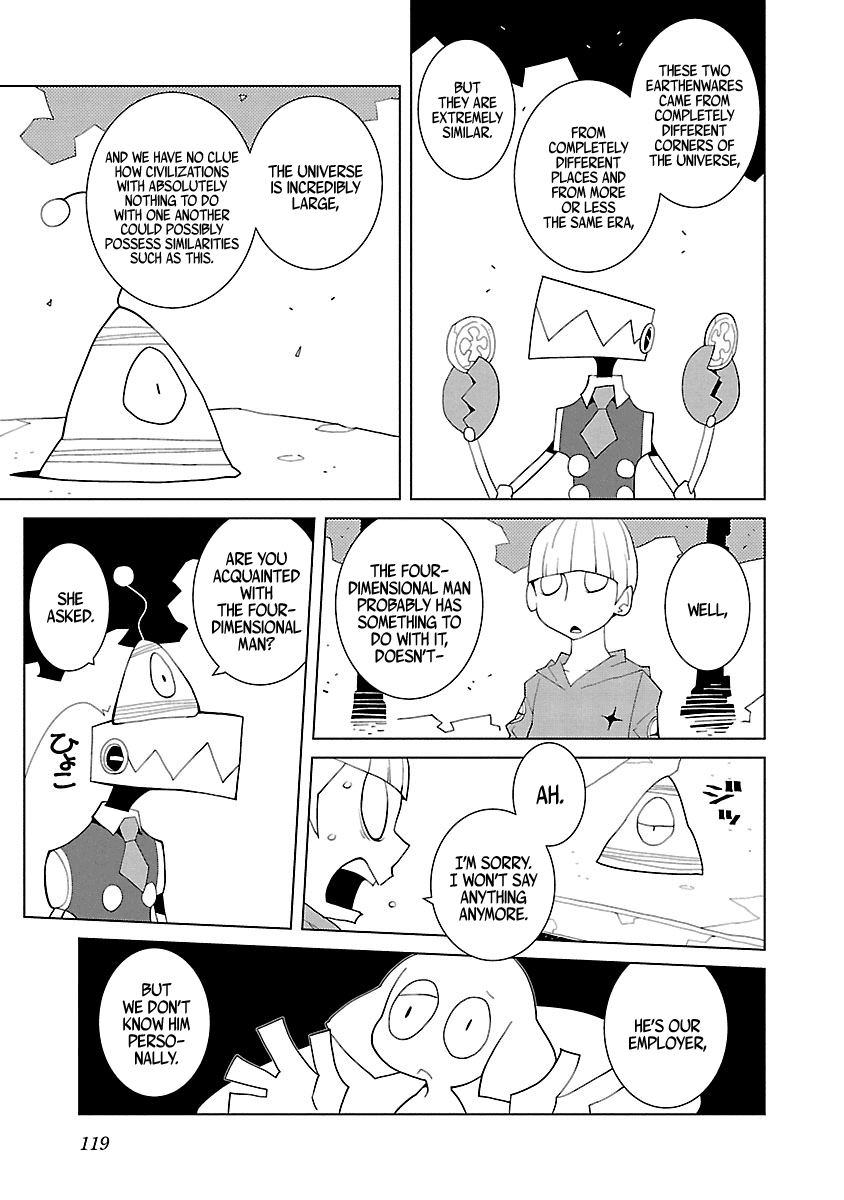 THESE TWO
EARTHENWARES
CAME FROM
COMPLETELY
DIFFERENT
CORNERS OF
THE UNIVERSE,
FROM
COMPLETELY
DIFFERENT
PLACES AND
FROM MORE
OR LESS
THE SAME ERA,
BUT
THEY ARE
EXTREMELY
SIMILAR.
THE UNIVERSE
IS INCREDIBLY
LARGE,
AND WE HAVE NO CLUE
HOW CIVILIZATIONS
WITH ABSOLUTELY
NOTHING TO DO
WITH ONE ANOTHER
COULD POSSIBLY
POSSESS SIMILARITIES
SUCH AS THIS.
WELL,
THE FOUR-
DIMENSIONAL MAN
PROBABLY HAS
SOMETHING TO
DO WITH IT,
DOESN'T-
ジッ
AH.
I'M SORRY.
I WON'T SAY
ANYTHING
ANYMORE.
ARE YOU
ACQUAINTED
WITH
THE FOUR-
DIMENSIONAL
MAN?
SHE
ASKED.
ひょこ
HE'S OUR
EMPLOYER,
BUT
WE DON'T
KNOW HIM
PERSO-
NALLY.
119